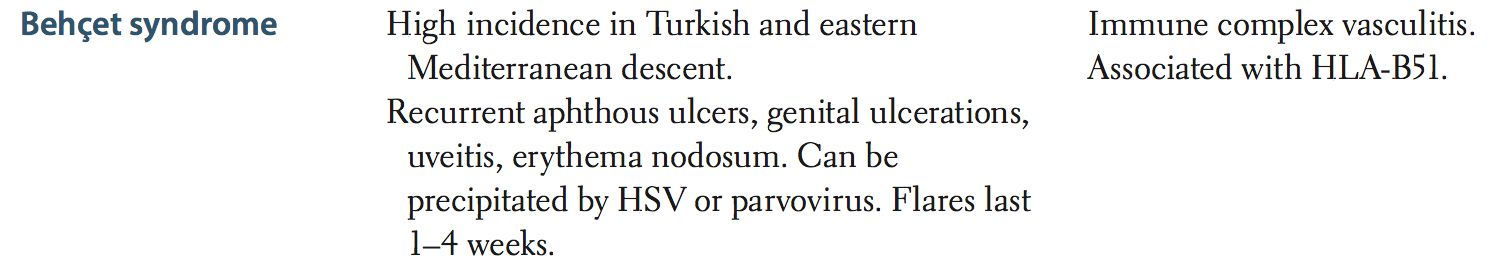 Behçet syndrome
High incidence in Turkish and eastern
Mediterranean descent.
Recurrent aphthous ulcers, genital ulcerations,
uveitis, erythema nodosum. Can be
precipitated by HSV or parvovirus. Flares last
1–4 weeks.
Immune complex vasculitis.
Associated with HLA-B51.